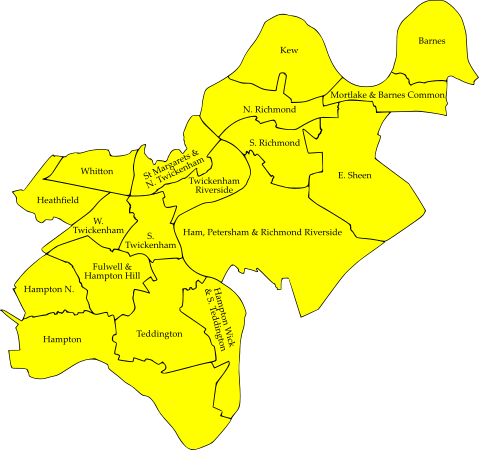 Barnes
Kew
Mortlake & Barnes Common
N. Richmond
S. Richmond
St Margarets &
N. Twickenham
Whitton
E. Sheen
Twickenham
Riverside
Heathfield
W.
Twickenham
Ham, Petersham & Richmond Riverside
S.
Twickenham
Fulwell &
Hampton Hill
Hampton N.
Hampton Wick
& S. Teddington
Teddington
Hampton